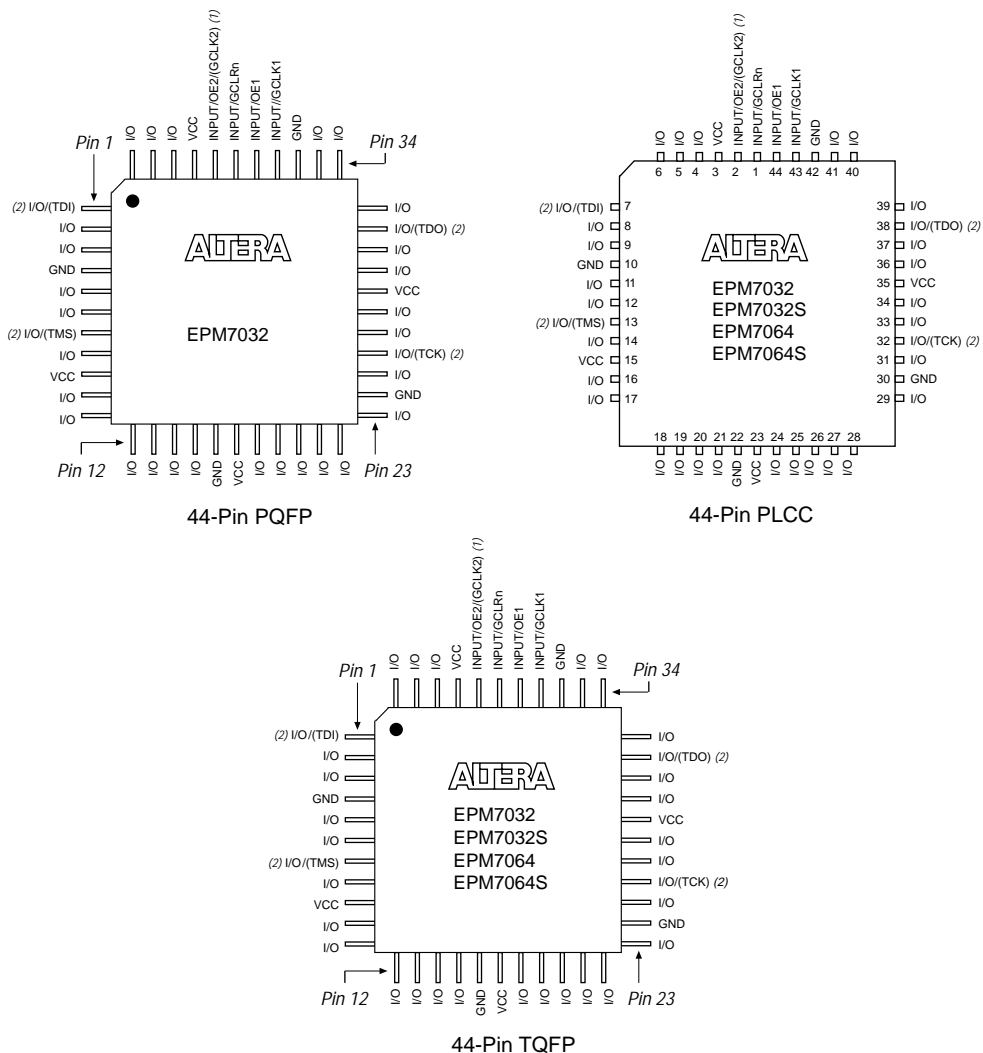 I/O
I/O
I/O
VCC
INPUT/OE2/(GCLK2) (1)
INPUT/GCLRn
INPUT/OE1
INPUT//GCLK1
GND
I/O
I/O
Pin 1
Pin 34
(2) I/O/(TDI)
I/O
I/O
GND
I/O
I/O
(2) I/O/(TMS)
I/O
VCC
I/O
I/O
ALTERA
EPM7032
I/O
I/O/(TDO) (2)
I/O
I/O
VCC
I/O
I/O
I/O/(TCK) (2)
I/O
GND
I/O
Pin 12
Pin 23
I/O
I/O
I/O
I/O
GND
VCC
I/O
I/O
I/O
I/O
I/O
44-Pin PQFP
I/O
I/O
I/O
VCC
INPUT/OE2/(GCLK2) (1)
INPUT/GCLRn
INPUT/OE1
INPUT/GCLK1
GND
I/O
I/O
6 5 4 3 2 1 44 43 42 41 40
(2) I/O/(TDI) 7
I/O 8
I/O 9
GND 10
I/O 11
I/O 12
(2) I/O/(TMS) 13
I/O 14
VCC 15
I/O 16
I/O 17
ALTERA
EPM7032
EPM7032S
EPM7064
EPM7064S
39 I/O
38 I/O/(TDO) (2)
37 I/O
36 I/O
35 VCC
34 I/O
33 I/O
32 I/O/(TCK) (2)
31 I/O
30 GND
29 I/O
18 19 20 21 22 23 24 25 26 27 28
I/O
I/O
I/O
I/O
GND
VCC
I/O
I/O
I/O
I/O
I/O
44-Pin PLCC
I/O
I/O
I/O
VCC
INPUT/OE2/(GCLK2) (1)
INPUT/GCLRn
INPUT/OE1
INPUT/GCLK1
GND
I/O
I/O
Pin 1
Pin 34
(2) I/O/(TDI)
I/O
I/O
GND
I/O
I/O
(2) I/O/(TMS)
I/O
VCC
I/O
I/O
ALTERA
EPM7032
EPM7032S
EPM7064
EPM7064S
I/O
I/O/(TDO) (2)
I/O
I/O
VCC
I/O
I/O
I/O/(TCK) (2)
I/O
GND
I/O
Pin 12
Pin 23
I/O
I/O
I/O
I/O
GND
VCC
I/O
I/O
I/O
I/O
I/O
44-Pin TQFP